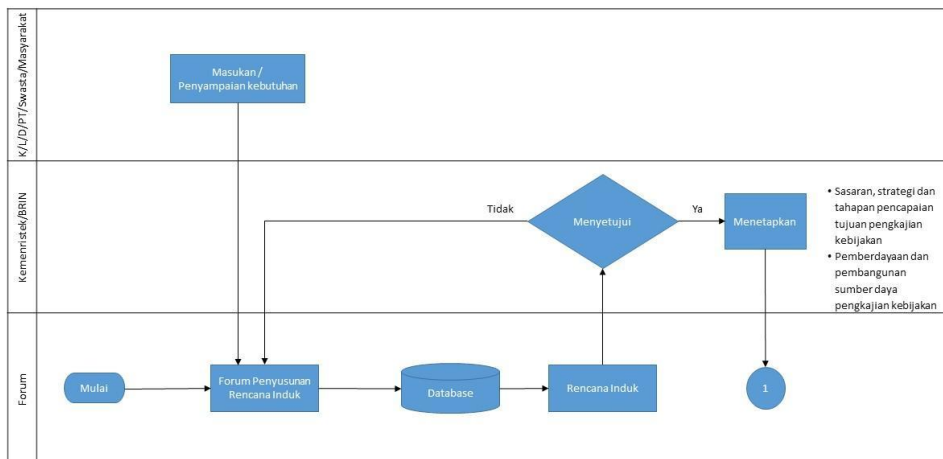 K/L/D/PT/Swasta/Masyarakat
Masukan /
Penyampaian kebutuhan
Kemenristek/BRIN
Tidak
Menyetujui
Ya
Menetapkan
• Sasaran, strategi dan
tahapan pencapaian
tujuan pengkajian
kebijakan
• Pemberdayaan dan
pembangunan
sumber daya
pengkajian kebijakan
Forum
Mulai
Forum Penyusunan
Rencana Induk
Database
Rencana Induk
1